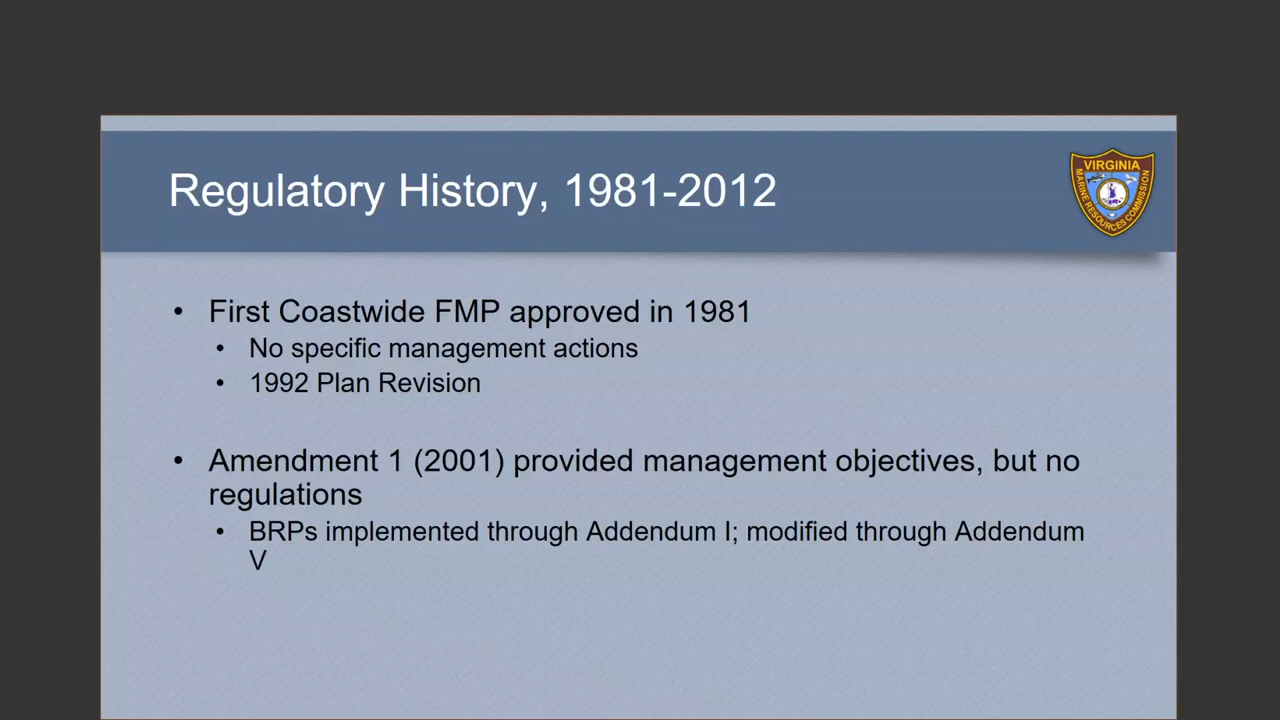 Regulatory History, 1981-2012
VIRGINIA
MARINE RESOURCES COMMISSION
• First Coastwide FMP approved in 1981
• No specific management actions
• 1992 Plan Revision
• Amendment 1 (2001) provided management objectives, but no
regulations
• BRPs implemented through Addendum I; modified through Addendum
V